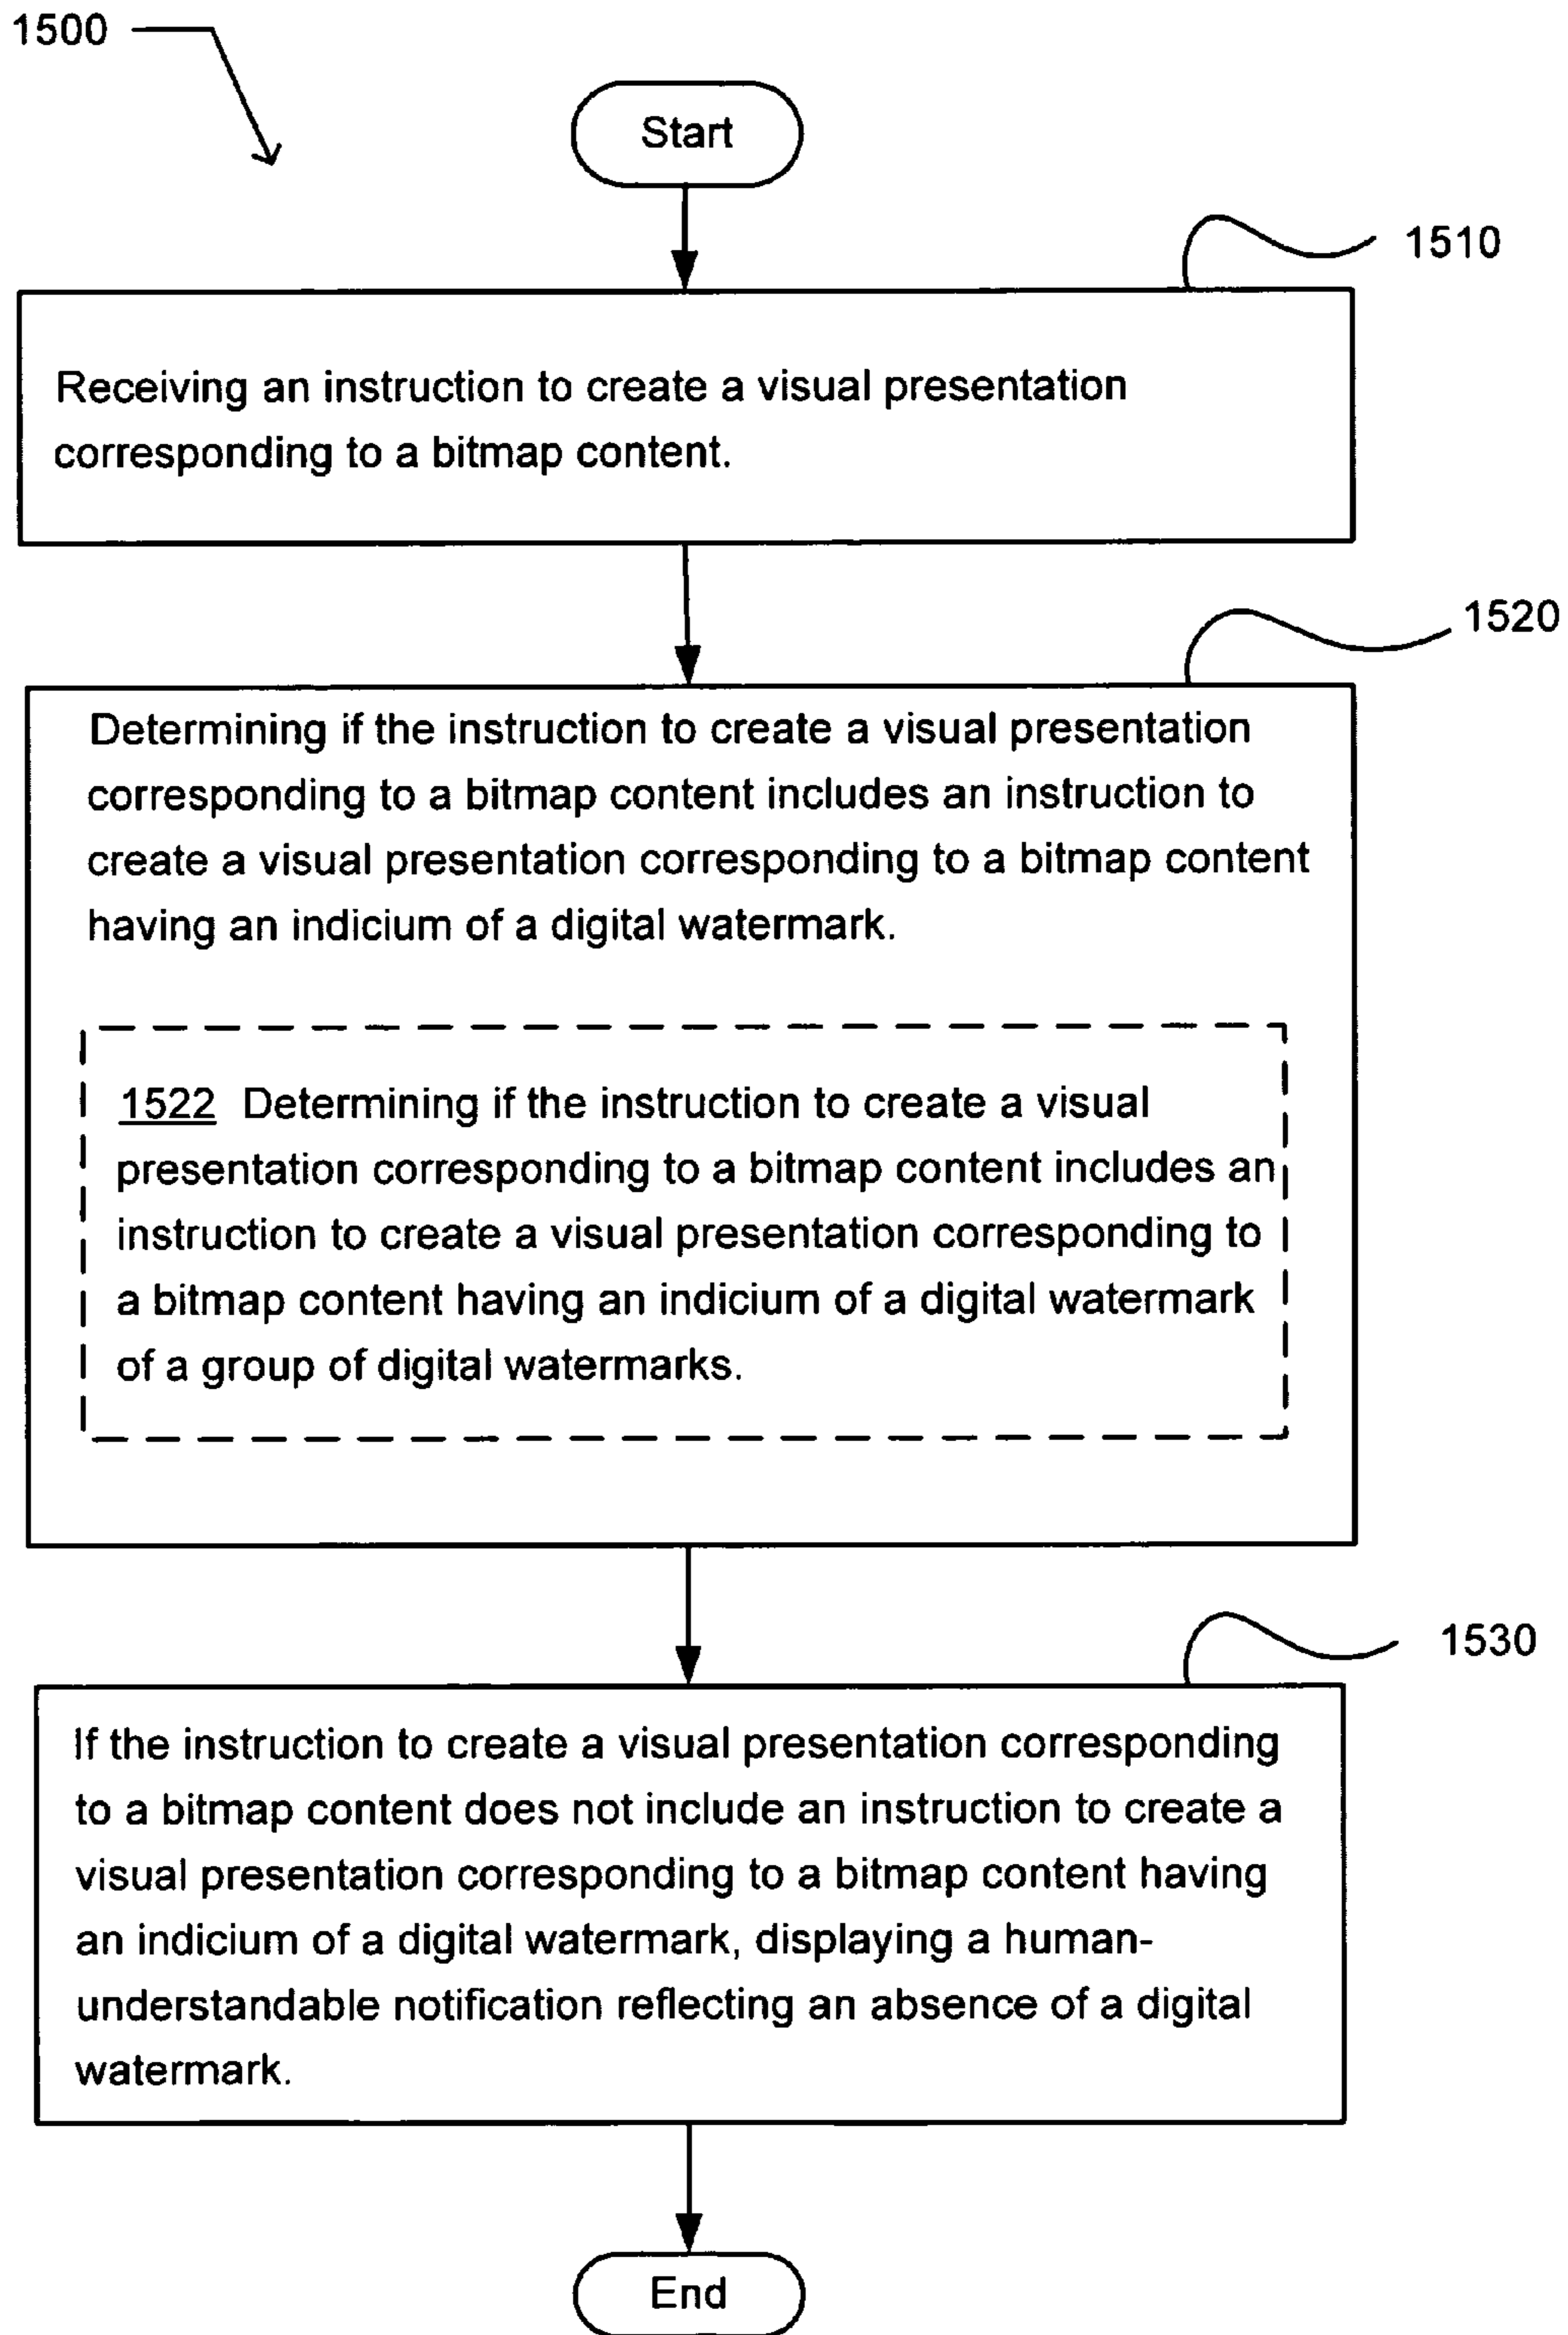 1500
Start
1510
Receiving an instruction to create a visual presentation
corresponding to a bitmap content.
1520
Determining if the instruction to create a visual presentation
corresponding to a bitmap content includes an instruction to
create a visual presentation corresponding to a bitmap content
having an indicium of a digital watermark.
1522 Determining if the instruction to create a visual
presentation corresponding to a bitmap content includes an
instruction to create a visual presentation corresponding to
a bitmap content having an indicium of a digital watermark
of a group of digital watermarks.
1530
If the instruction to create a visual presentation corresponding
to a bitmap content does not include an instruction to create a
visual presentation corresponding to a bitmap content having
an indicium of a digital watermark, displaying a human-
understandable notification reflecting an absence of a digital
watermark.
End